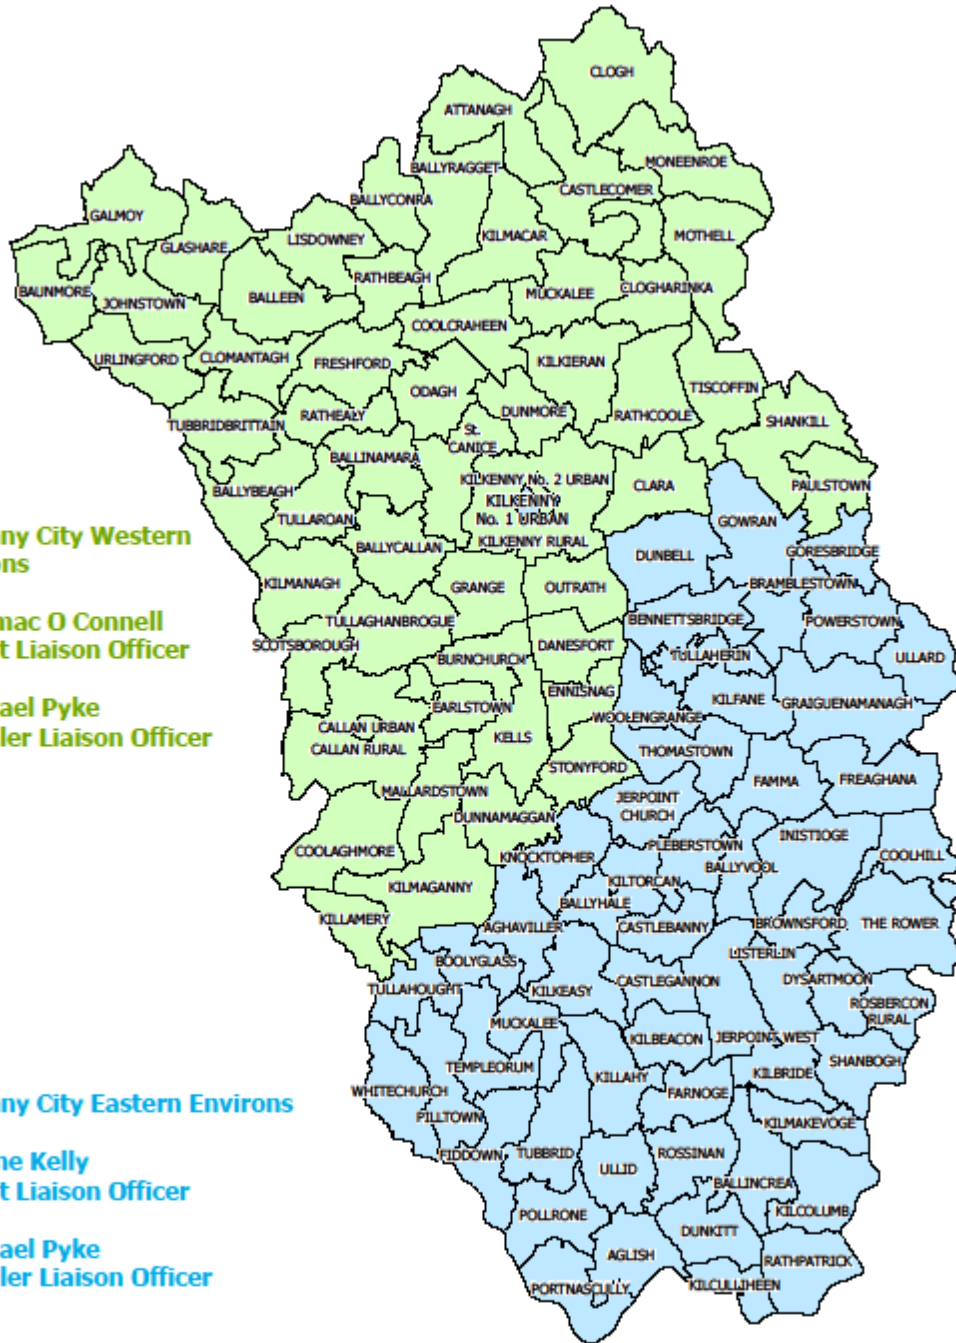 CLOGH
ATTANAGH
MONEENROE
BALLYRAGGET
CASTLECOMER
BALLYCONRA
GALMOY
KILMACAR
MOTHELL
LISDOWNEY
GLASHARE
RATHBEAGH
CLOGHARINKA
BAUNMORE
MUCKALEE
BALLEEN
JOHNSTOWN
COOLCRAHEEN
URLINGFORD
CLOMANTAGH
FRESHFORD
KILKIERAN
ODAGH
TISCOFFIN
RATHEALY
DUNMORE
RATHCOOLE
SHANKILL
TUBBRIDBRITTAIN
St.
CANICE
BALLINAMARA
KILKENNY No. 2 URBAN
CLARA
PAULSTOWN
BALLYBEAGH
KILKENNY
No. 1 URBAN
TULLAROAN
GOWRAN
KILKENNY RURAL
BALLYCALLAN
DUNBELL
GORESBRIDGE
KILMANAGH
GRANGE
OUTRATH
BRAMBLESTOWN
TULLAGHANBROGUE
BENNETTSBRIDGE
POWERSTOWN
SCOTSBOROUGH
DANESFORT
BURNCHURCH
TULLAHERIN
ULLARD
ENNISNAG
KILFANE
GRAIGUENAMANAGH
EARLSTOWN
WOOLENGRANGE
CALLAN URBAN
KELLS
CALLAN RURAL
THOMASTOWN
STONYFORD
FAMMA
FREAGHANA
MALLARDSTOWN
JERPOINT
CHURCH
DUNNAMAGGAN
INISTIOGE
PLEBERSTOWN
COOLAGHMORE
KNOCKTOPHER
COOLHILL
BALLYVOOL
KILMAGANNY
KILTORCAN
BALLYHALE
KILLAMERY
AGHAVILLER
CASTLEBANNY
BROWNSFORD
THE ROWER
LISTERLIN
BOOLYGLASS
TULLAHOUGHT
KILKEASY
CASTLEGANNON
DYSARTMOON
ROSBERCON
RURAL
MUCKALEE
KILBEACON
JERPOINT WEST
SHANBOGH
TEMPLEORUM
KILLAHY
KILBRIDE
WHITECHURCH
FARNOGE
PILLTOWN
KILMAKEVOGE
FIDDOWN
TUBBRID
ROSSINAN
ULLID
BALLINCREA
KILCOLUMB
POLLRONE
DUNKITT
AGLISH
RATHPATRICK
PORTNASCULLY
KILCULLIHEEN
ny City Western
ns
mac O Connell
t Liaison Officer
ael Pyke
ler Liaison Officer
ny City Eastern Environs
ne Kelly
t Liaison Officer
ael Pyke
ler Liaison Officer